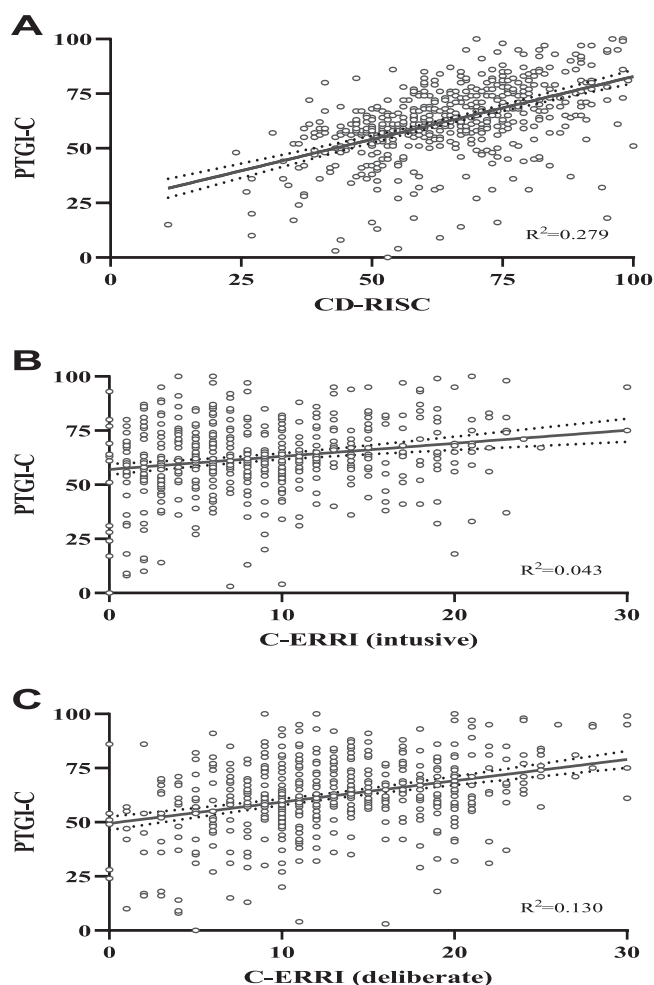 A
100
75
50
25
0
PTGI-C
R²=0.279
0 25 50 75 100
CD-RISC
B
100
75
50
25
0
PTGI-C
R²=0.043
0 10 20 30
C-ERRI (intusive)
C
100
75
50
25
0
PTGI-C
R²=0.130
0 10 20 30
C-ERRI (deliberate)